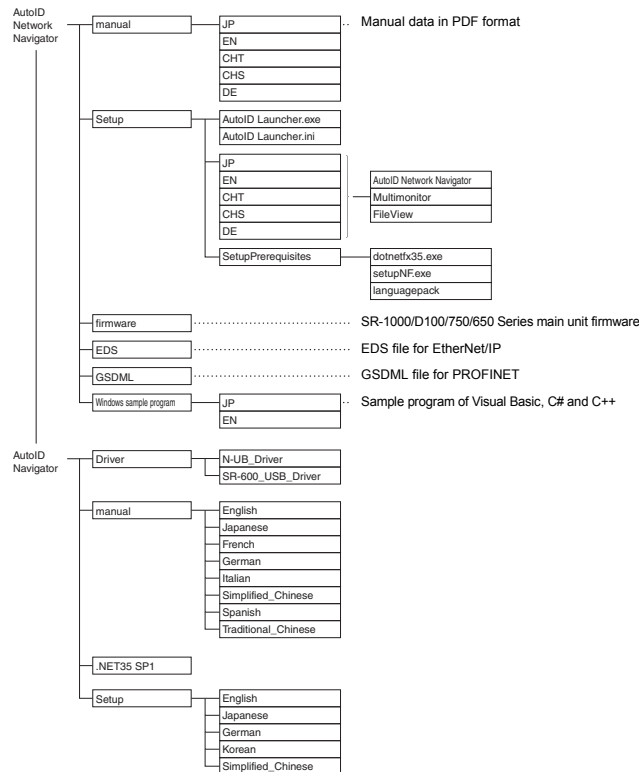 AutoID
Network
Navigator
manual
JP
Manual data in PDF format
EN
CHT
CHS
DE
Setup
AutoID Launcher.exe
AutoID Launcher.ini
JP
EN
CHT
CHS
DE
AutoID Network Navigator
Multimonitor
FileView
SetupPrerequisites
dotnetfx35.exe
setupNF.exe
languagepack
firmware
SR-1000/D100/750/650 Series main unit firmware
EDS
EDS file for EtherNet/IP
GSDML
GSDML file for PROFINET
Windows sample program
JP
Sample program of Visual Basic, C# and C++
EN
AutoID
Navigator
Driver
N-UB_Driver
SR-600_USB_Driver
manual
English
Japanese
French
German
Italian
Simplified_Chinese
Spanish
Traditional_Chinese
.NET35 SP1
Setup
English
Japanese
German
Korean
Simplified_Chinese